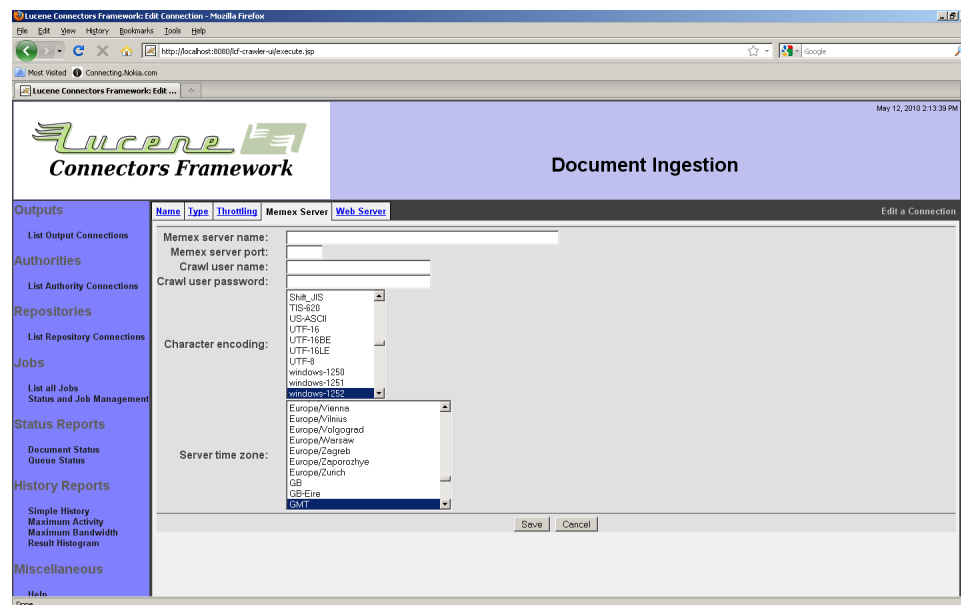 Lucene Connectors Framework: Edit Connection - Mozilla Firefox
File Edit View History Bookmarks Tools Help
http://localhost:8080/lcf-crawler-ui/execute.jsp
Google
Most Visited Connecting.Nokia.com
Lucene Connectors Framework: Edit ...
May 12, 2010 2:13:39 PM
Lucene
Connectors Framework
Document Ingestion
Outputs
List Output Connections
Authorities
List Authority Connections
Repositories
List Repository Connections
Jobs
List all Jobs
Status and Job Management
Status Reports
Document Status
Queue Status
History Reports
Simple History
Maximum Activity
Maximum Bandwidth
Result Histogram
Miscellaneous
Help
Name Type Throttling Memex Server Web Server
Edit a Connection
Memex server name:
Memex server port:
Crawl user name:
Crawl user password:
Character encoding:
Shift_JIS
TIS-620
US-ASCII
UTF-16
UTF-16BE
UTF-16LE
UTF-8
windows-1250
windows-1251
windows-1252
Server time zone:
Europe/Vienna
Europe/Vilnius
Europe/Volgograd
Europe/Warsaw
Europe/Zagreb
Europe/Zaporozhye
Europe/Zurich
GB
GB-Eire
GMT
Save Cancel
Done